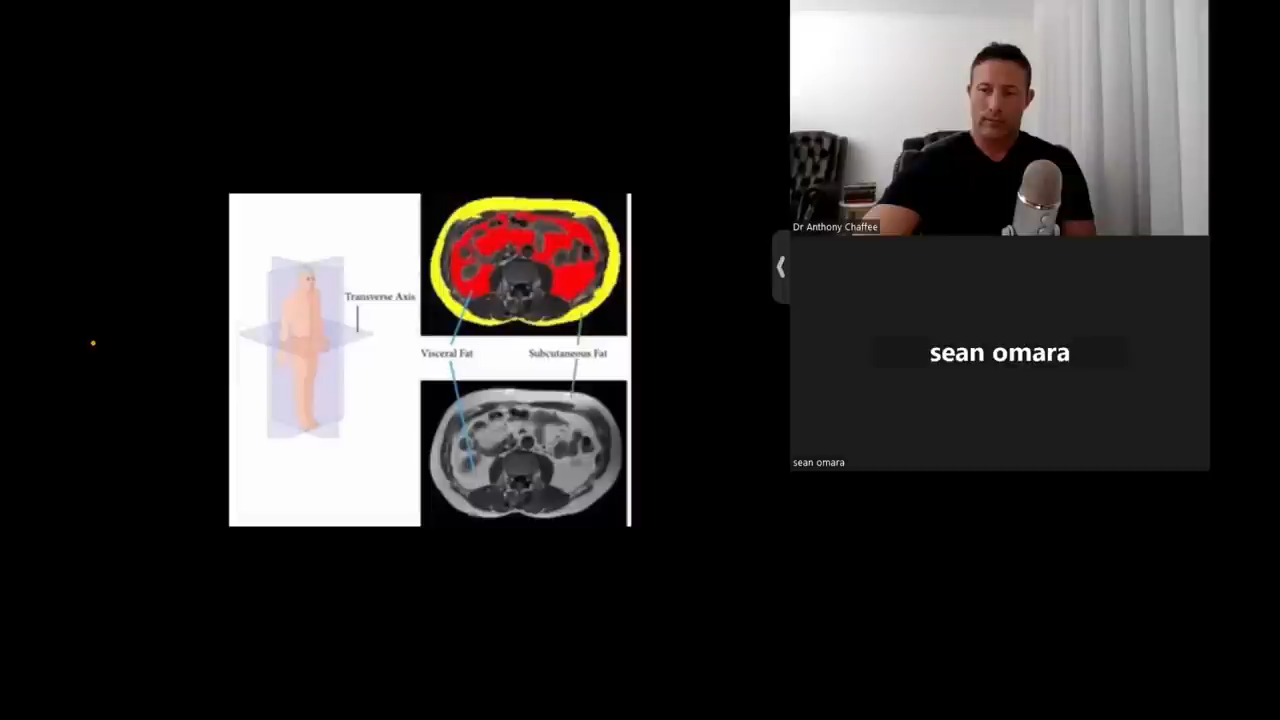 Transverse Axis
Visceral Fat
Subcutaneous Fat
Dr Anthony Chaffee
sean omara
sean omara